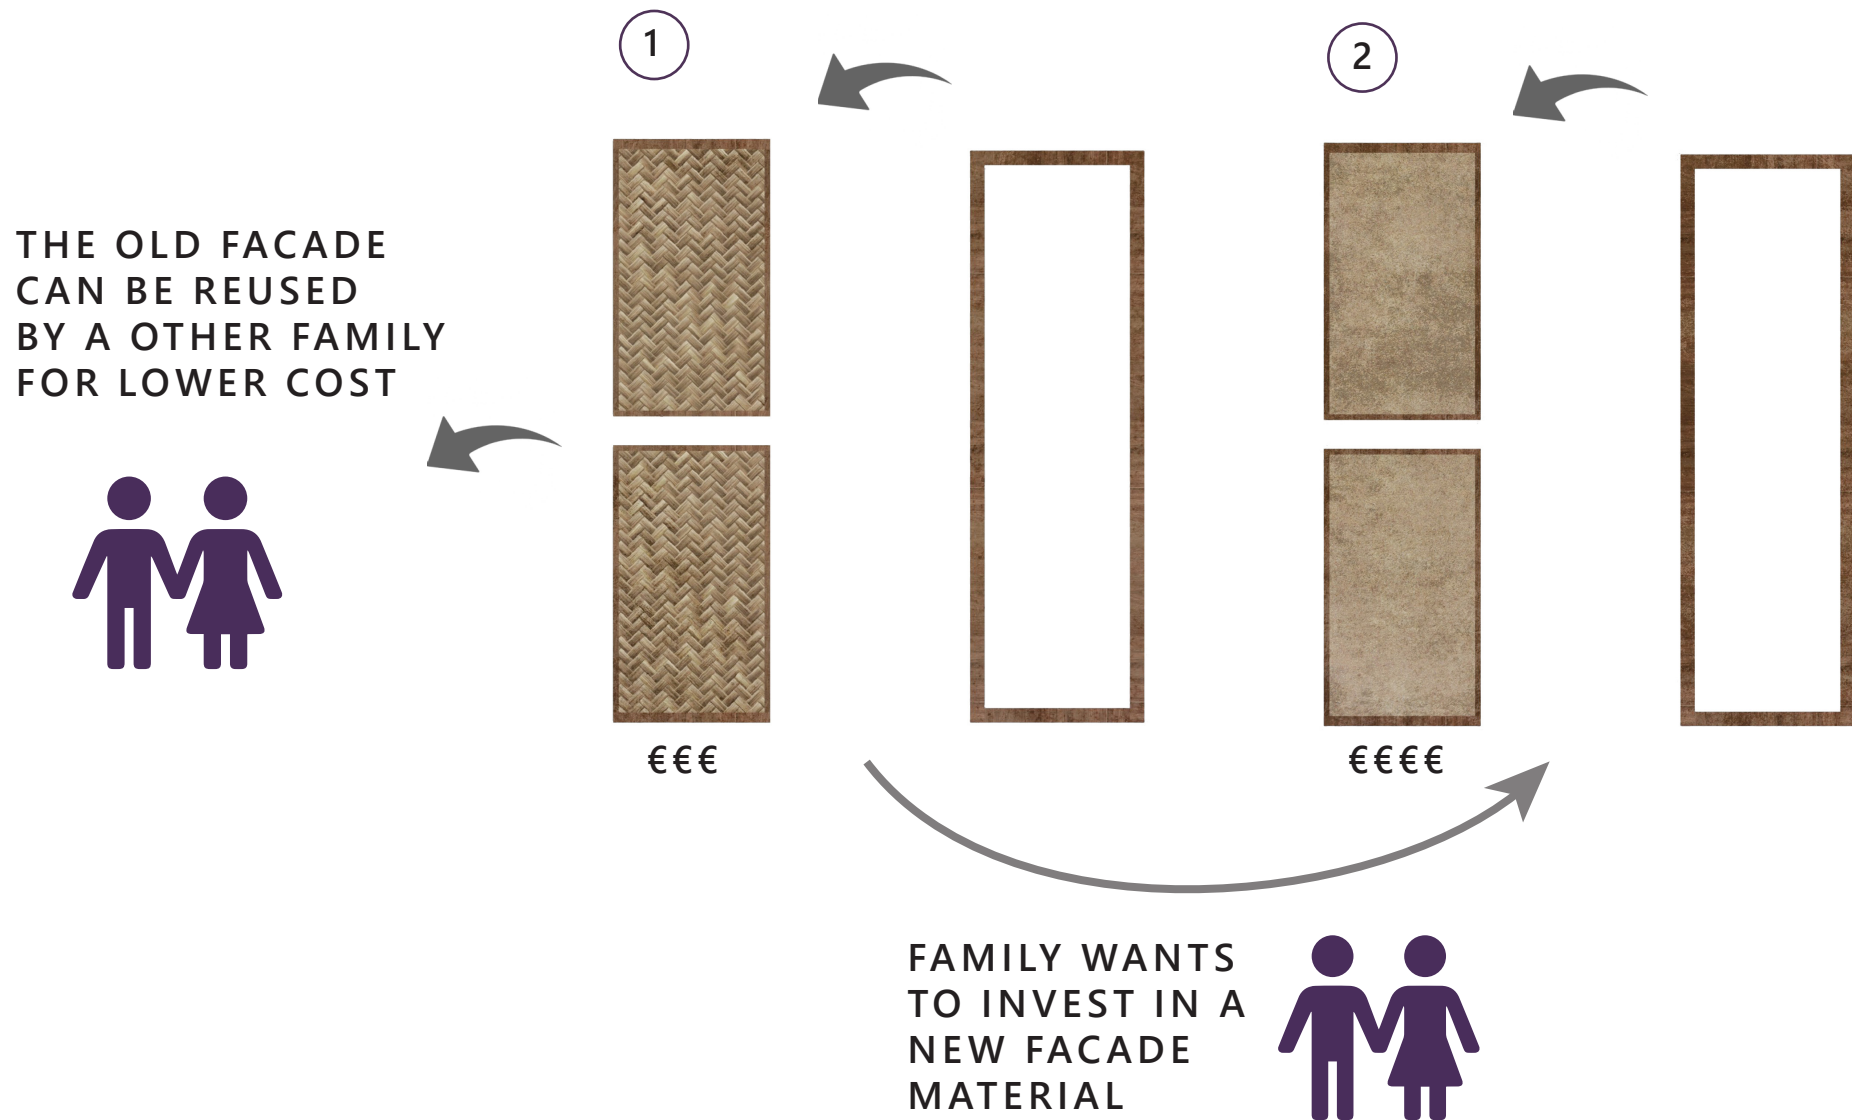 1
2
THE OLD FACADE
CAN BE REUSED
BY A OTHER FAMILY
FOR LOWER COST
€€€
€€€€
FAMILY WANTS
TO INVEST IN A
NEW FACADE
MATERIAL